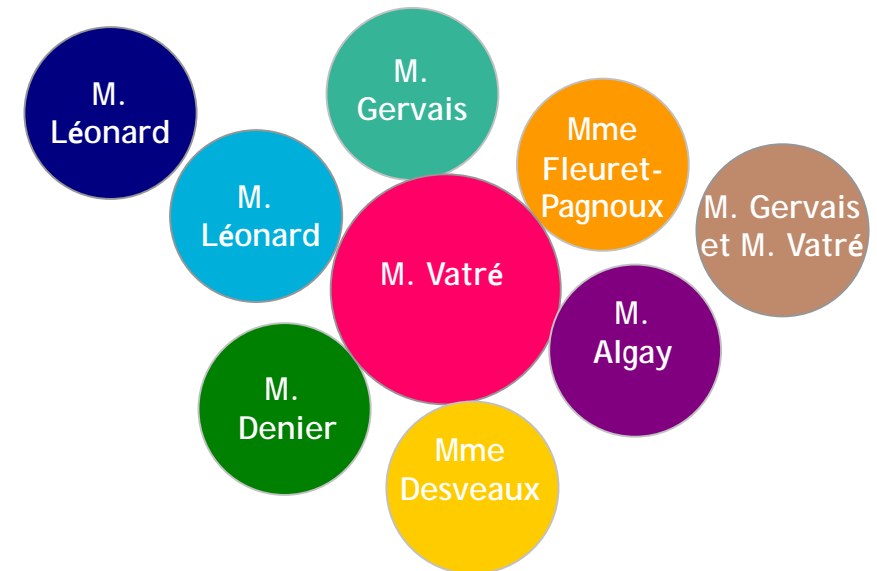 M.
Léonard
M.
Gervais
Mme
Fleuret-
Pagnoux
M. Gervais
et M. Vatré
M.
Léonard
M. Vatré
M.
Algay
M.
Denier
Mme
Desveaux